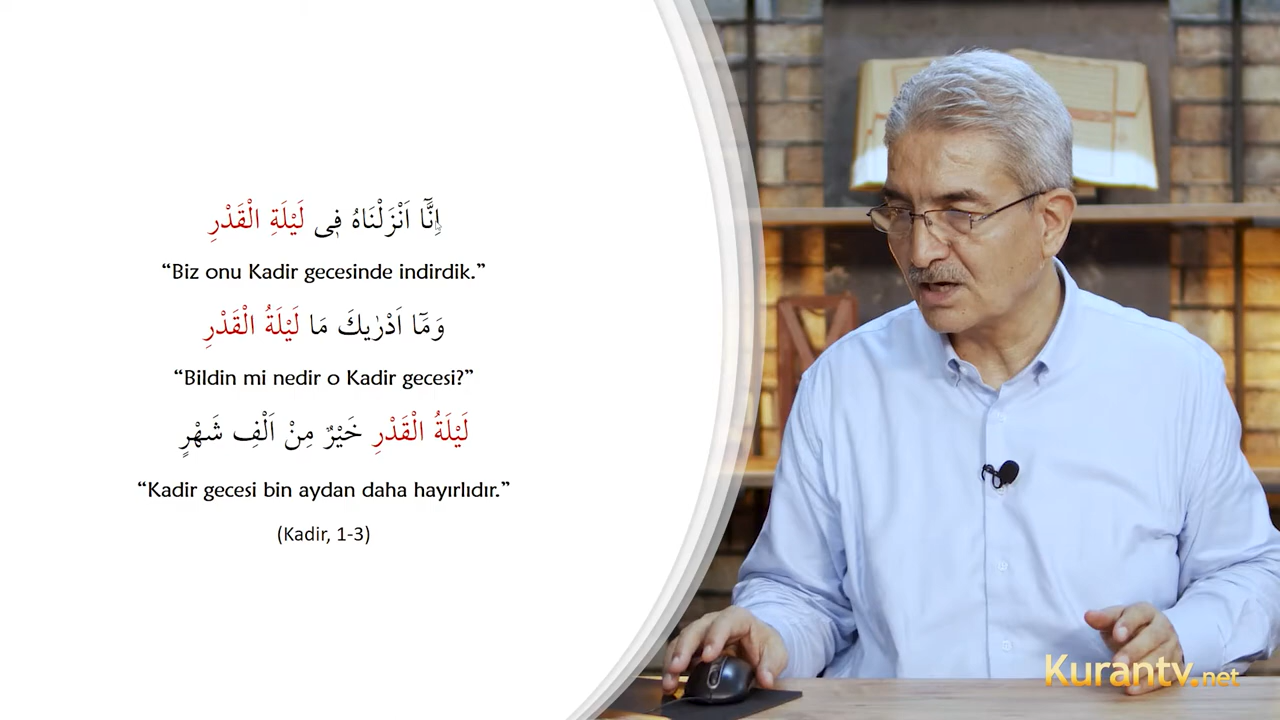 اِنَّٓا اَنْزَلْنَاهُ ف۪ى لَيْلَةِ الْقَدْرِ
“Biz onu Kadir gecesinde indirdik.”
وَمَٓا اَدْرٰيكَ مَا لَيْلَةُ الْقَدْرِ
“Bildin mi nedir o Kadir gecesi?”
لَيْلَةُ الْقَدْرِ خَيْرٌ مِنْ اَلْفِ شَهْرٍ
“Kadir gecesi bin aydan daha hayırlıdır.”
(Kadir, 1-3)
Kurantv.net